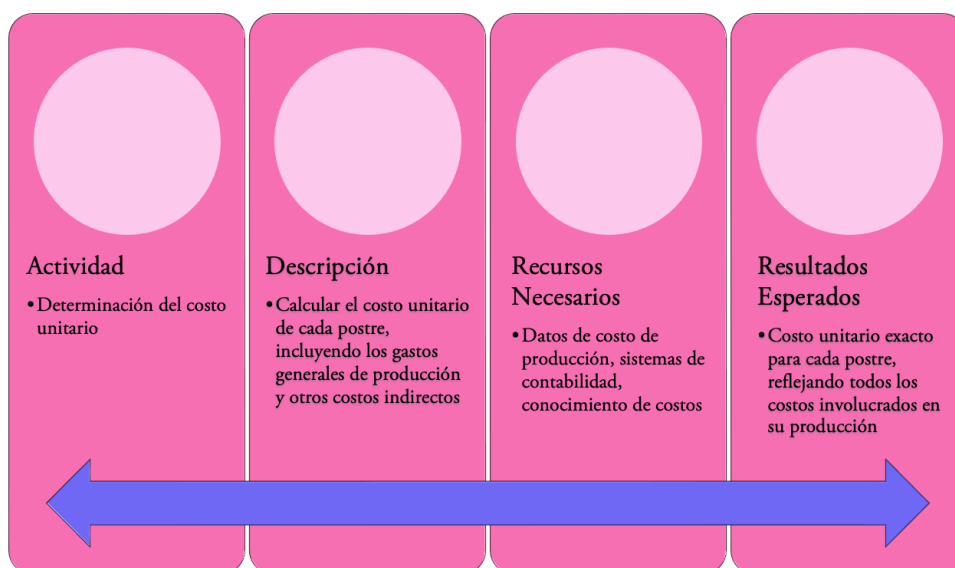 Actividad
•Determinación del costo
unitario
Descripción
•Calcular el costo unitario
de cada postre,
incluyendo los gastos
generales de producción
y otros costos indirectos
Recursos
Necesarios
•Datos de costo de
producción, sistemas de
contabilidad,
conocimiento de costos
Resultados
Esperados
•Costo unitario exacto
para cada postre,
reflejando todos los
costos involucrados en
su producción